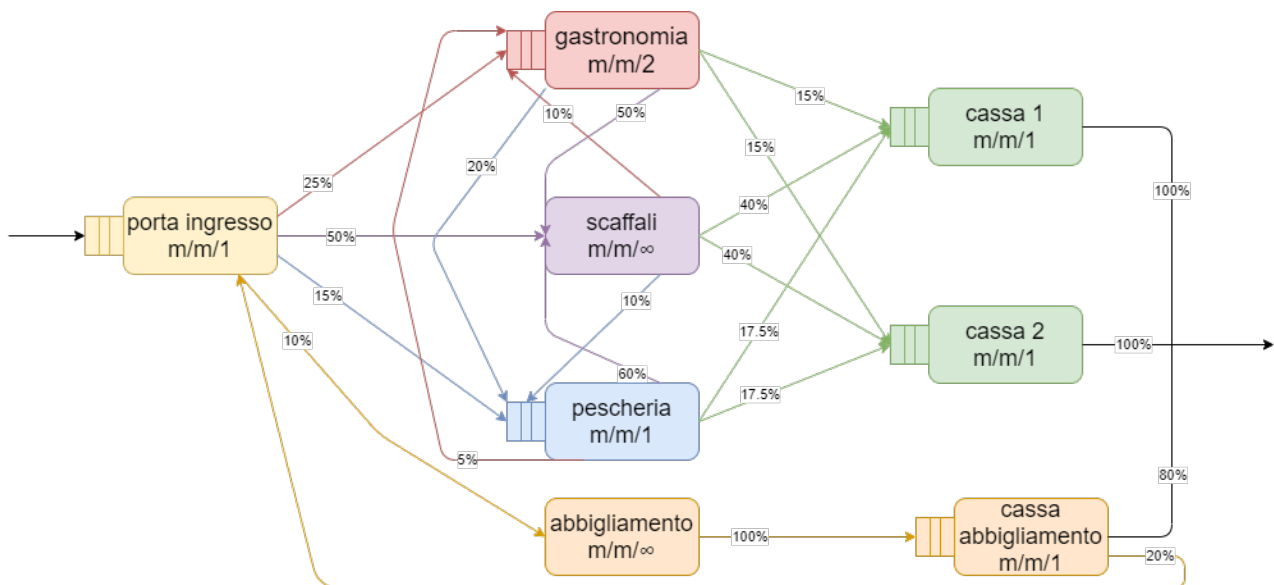 gastronomia
m/m/2
15%
cassa 1
m/m/1
50%
10%
15%
20%
100%
25%
porta ingresso
m/m/1
50%
scaffali
m/m/∞
40%
40%
15%
10%
17.5%
10%
cassa 2
m/m/1
100%
60%
17.5%
pescheria
m/m/1
5%
80%
abbigliamento
m/m/∞
100%
cassa
abbigliamento
m/m/1
20%